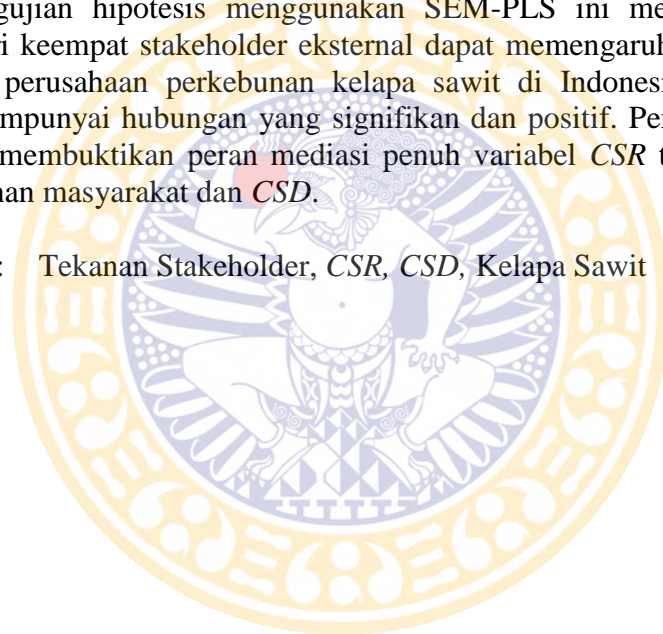 gujian hipotesis menggunakan SEM-PLS ini me
ri keempat stakeholder eksternal dapat memengaruh
perusahaan perkebunan kelapa sawit di Indonesi
mpunyai hubungan yang signifikan dan positif. Per
membuktikan peran mediasi penuh variabel CSR t
nan masyarakat dan CSD.
: Tekanan Stakeholder, CSR, CSD, Kelapa Sawit